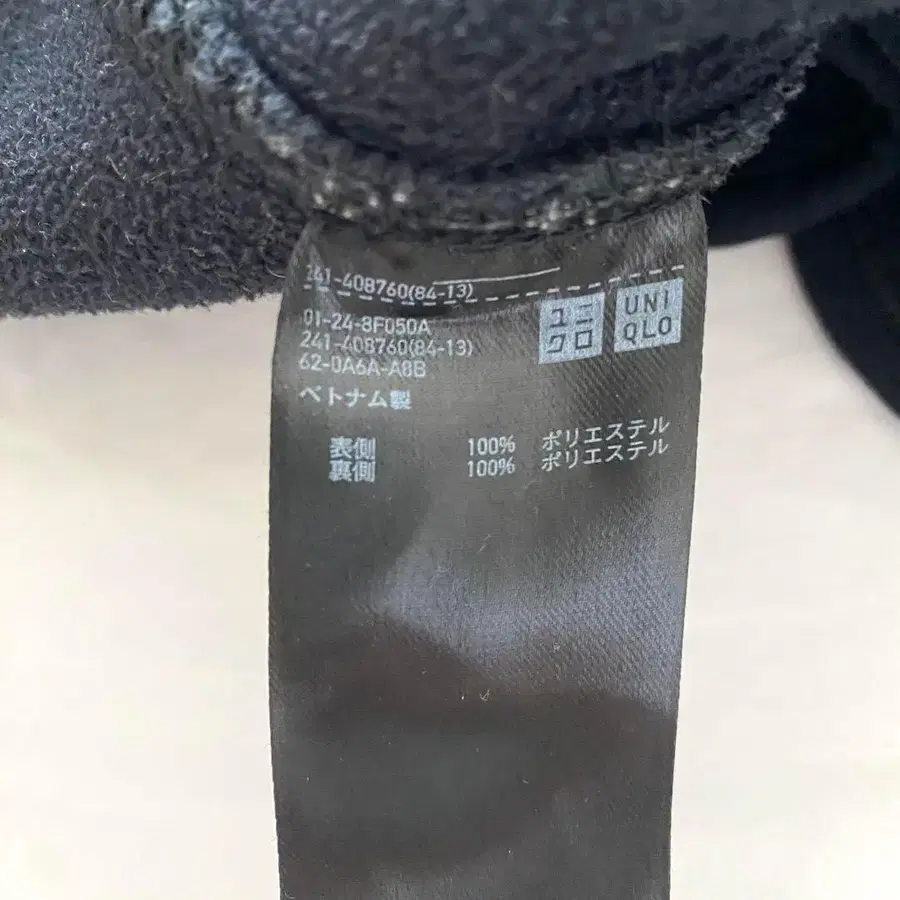 241-408760(84-13)
ユニ
クロ
UNI
QLO
01-24-8F050A
241-408760(84-13)
62-0A6A-A8B
ベトナム製
表側 100% ポリエステル
裏側 100% ポリエステル